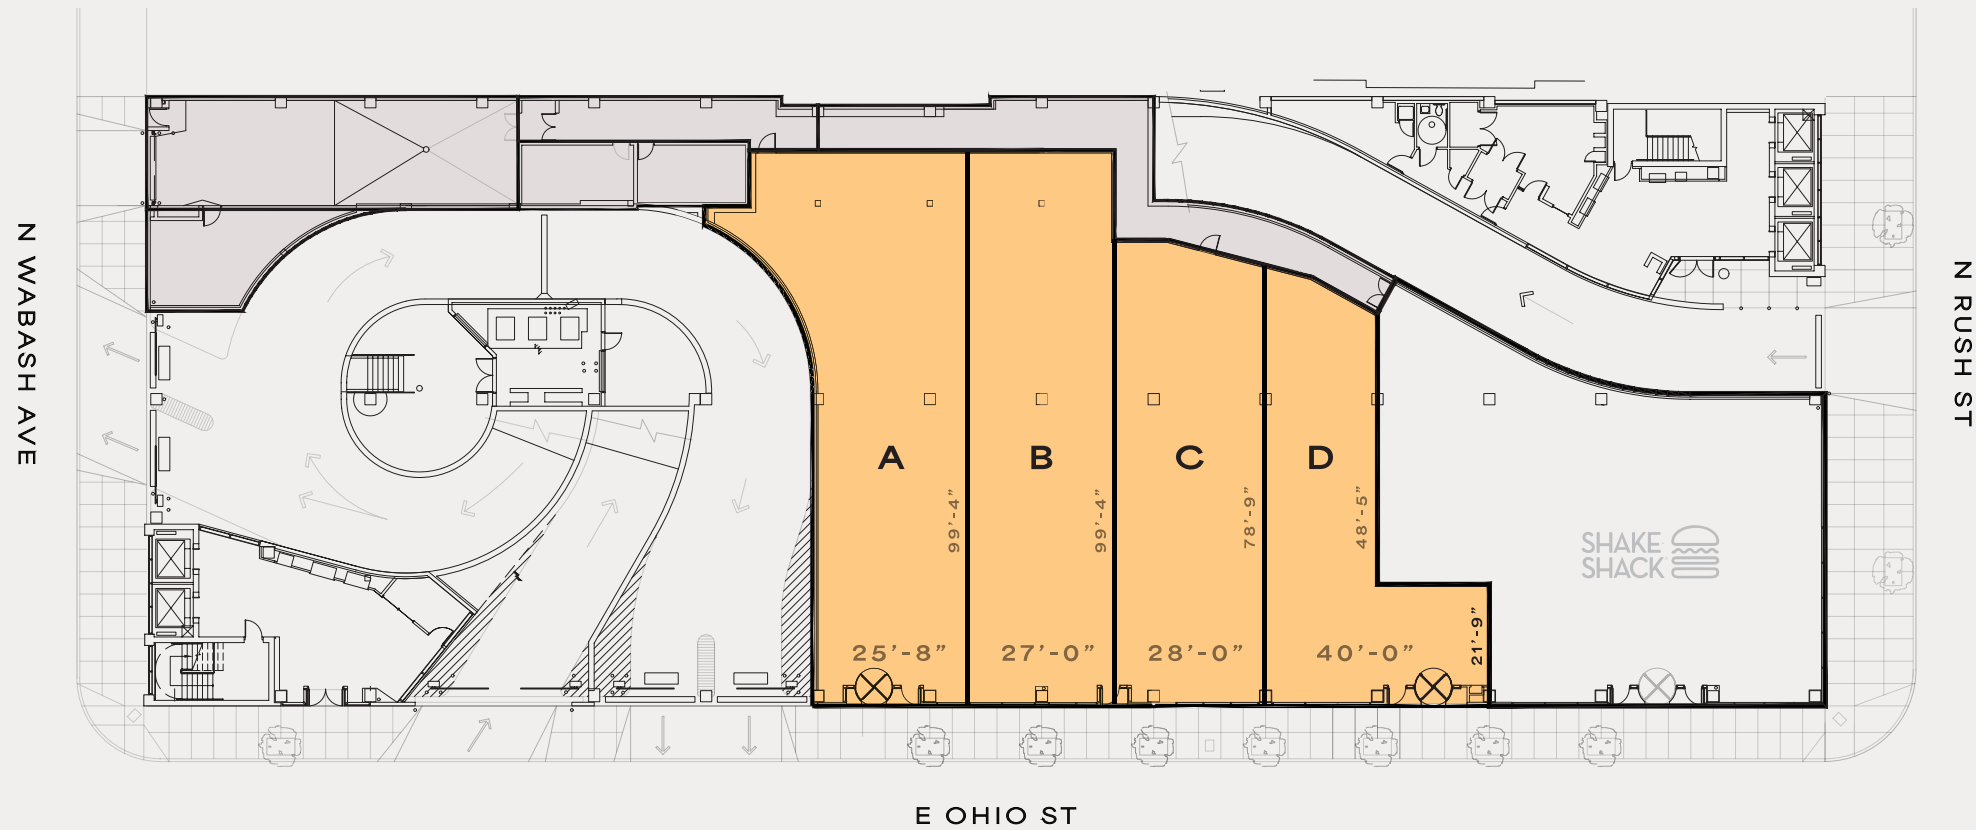 N WABASH AVE
N RUSH ST
A
B
C
D
99'-4"
99'-4"
78'-9"
48'-5"
SHAKE
SHACK
21'-9"
25'-8"
27'-0"
28'-0"
40'-0"
E OHIO ST